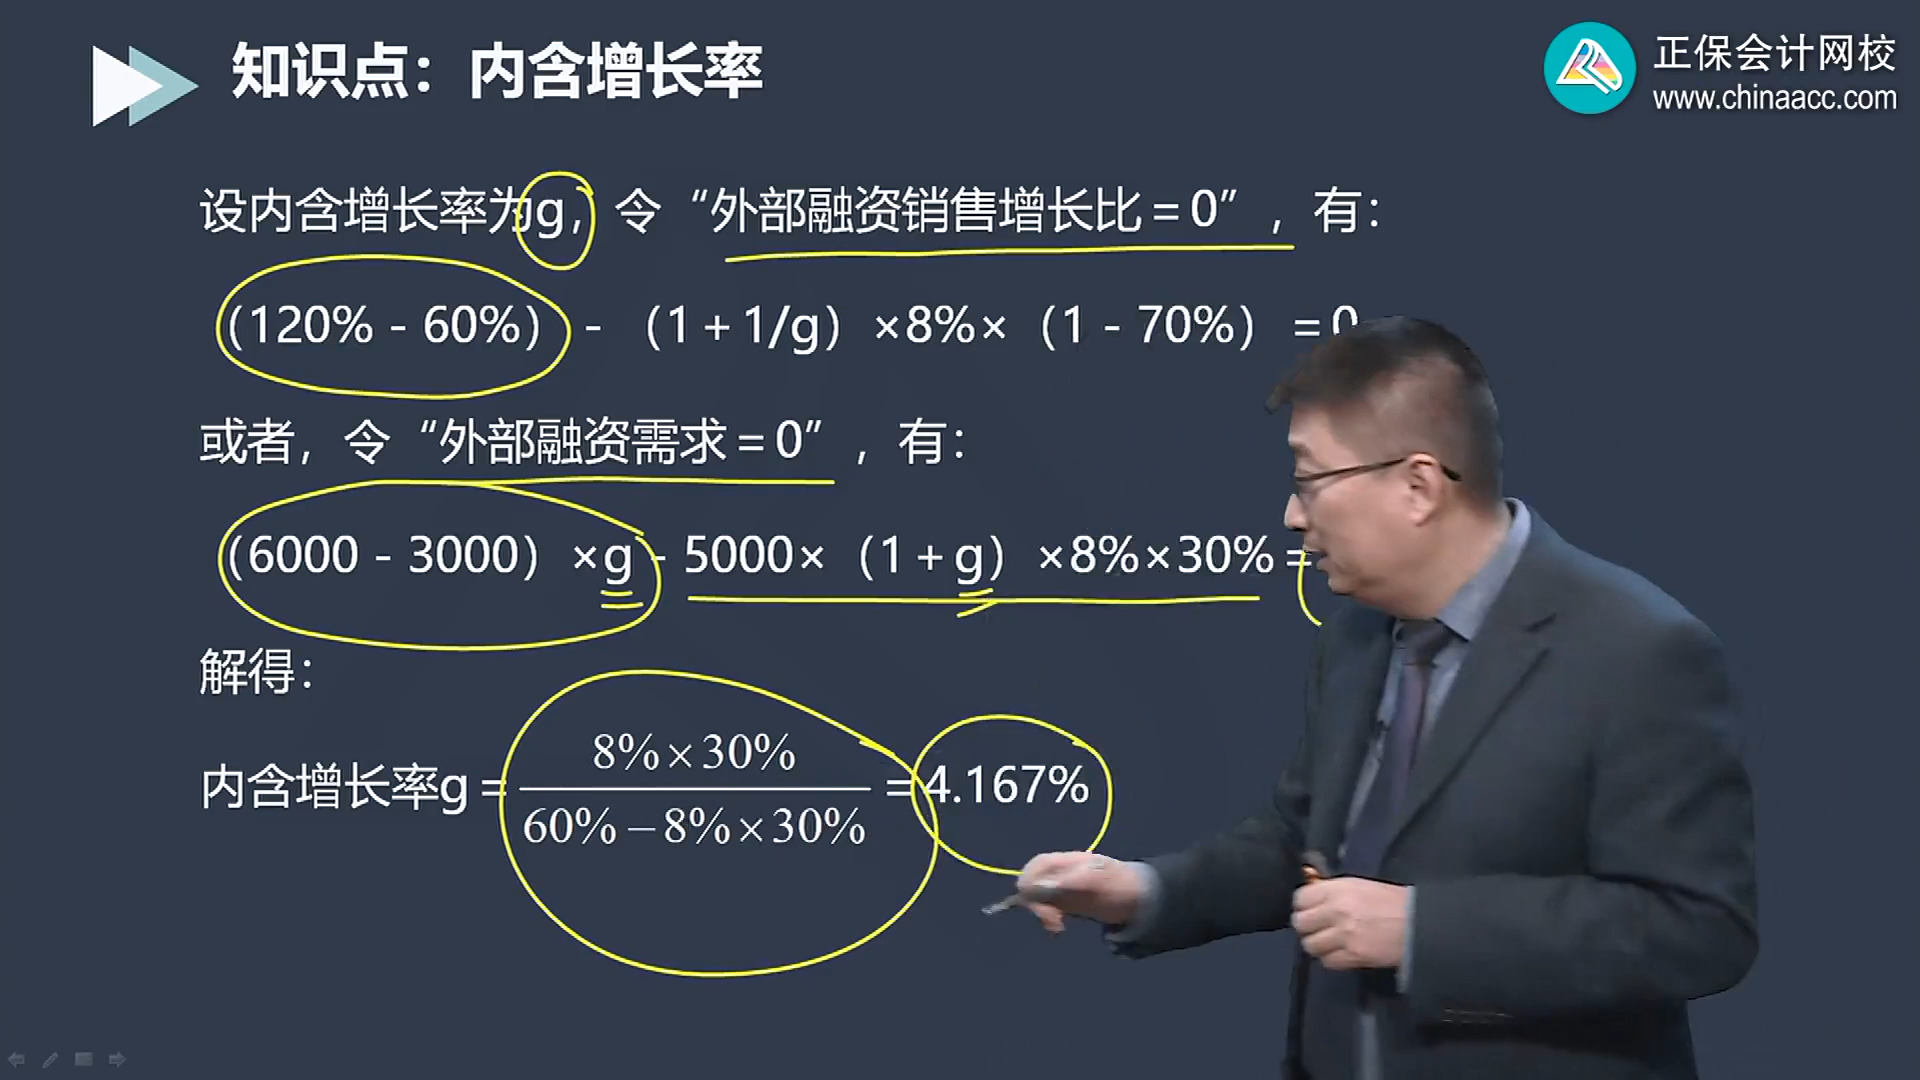 知识点：内含增长率
正保会计网校
www.chinaacc.com
设内含增长率为g，令“外部融资销售增长比=0”，有：
（120%-60%）-（1+1/g）×8%×（1-70%）=0
或者，令“外部融资需求=0”，有：
（6000-3000）×g-5000×（1+g）×8%×30%=
解得：
内含增长率g=
8%×30%
60%-8%×30%
=4.167%